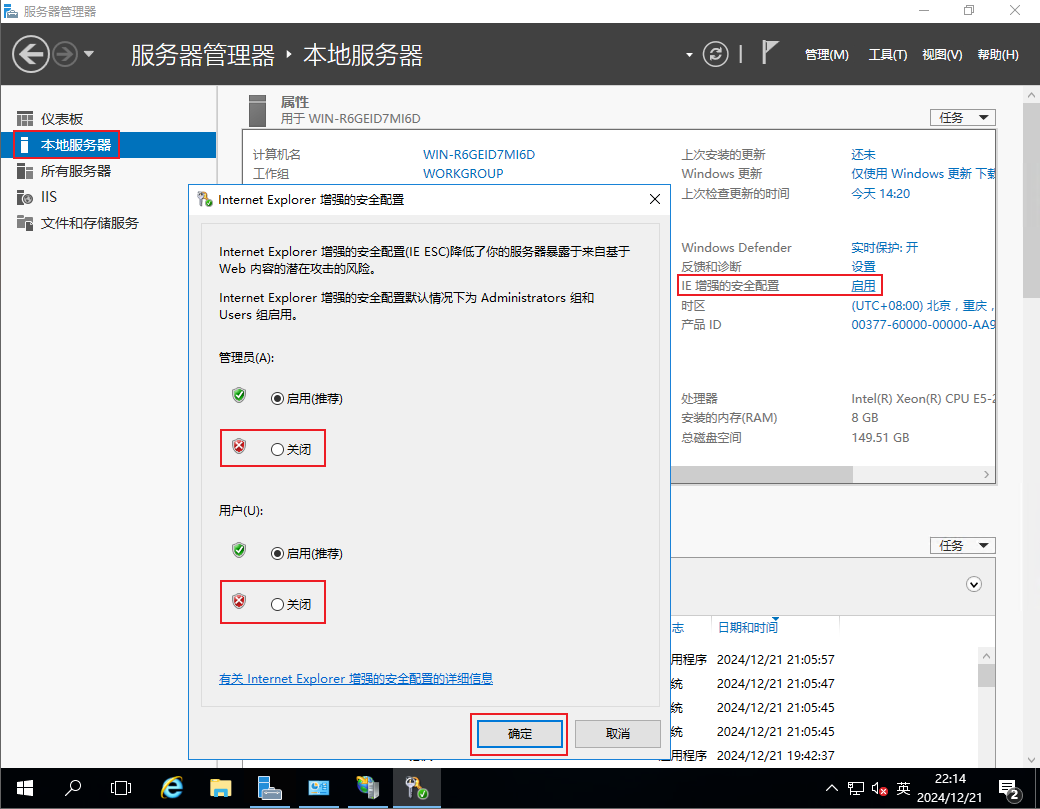 服务器管理器
服务器管理器 ‣ 本地服务器
管理(M) 工具(T) 视图(V) 帮助(H)
仪表板
本地服务器
所有服务器
IIS
文件和存储服务
属性
用于 WIN-R6GEID7MI6D
任务
计算机名 WIN-R6GEID7MI6D
工作组 WORKGROUP
上次安装的更新 还未
Windows 更新 仅使用 Windows 更新 下载
上次检查更新的时间 今天 14:20
Windows Defender 实时保护: 开
反馈和诊断 设置
IE 增强的安全配置 启用
时区 (UTC+08:00) 北京，重庆，
产品 ID 00377-60000-00000-AA9
处理器 Intel(R) Xeon(R) CPU E5-2
安装的内存(RAM) 8 GB
总磁盘空间 149.51 GB
Internet Explorer 增强的安全配置
Internet Explorer 增强的安全配置(IE ESC)降低了你的服务器暴露于来自基于
Web 内容的潜在攻击的风险。
Internet Explorer 增强的安全配置默认情况下为 Administrators 组和
Users 组启用。
管理员(A):
启用(推荐)
关闭
用户(U):
启用(推荐)
关闭
有关 Internet Explorer 增强的安全配置的详细信息
确定 取消
任务
志 日期和时间
用程序 2024/12/21 21:05:57
统 2024/12/21 21:05:47
统 2024/12/21 21:05:45
统 2024/12/21 21:05:45
应用程序 2024/12/21 19:42:37
英
22:14
2024/12/21
2